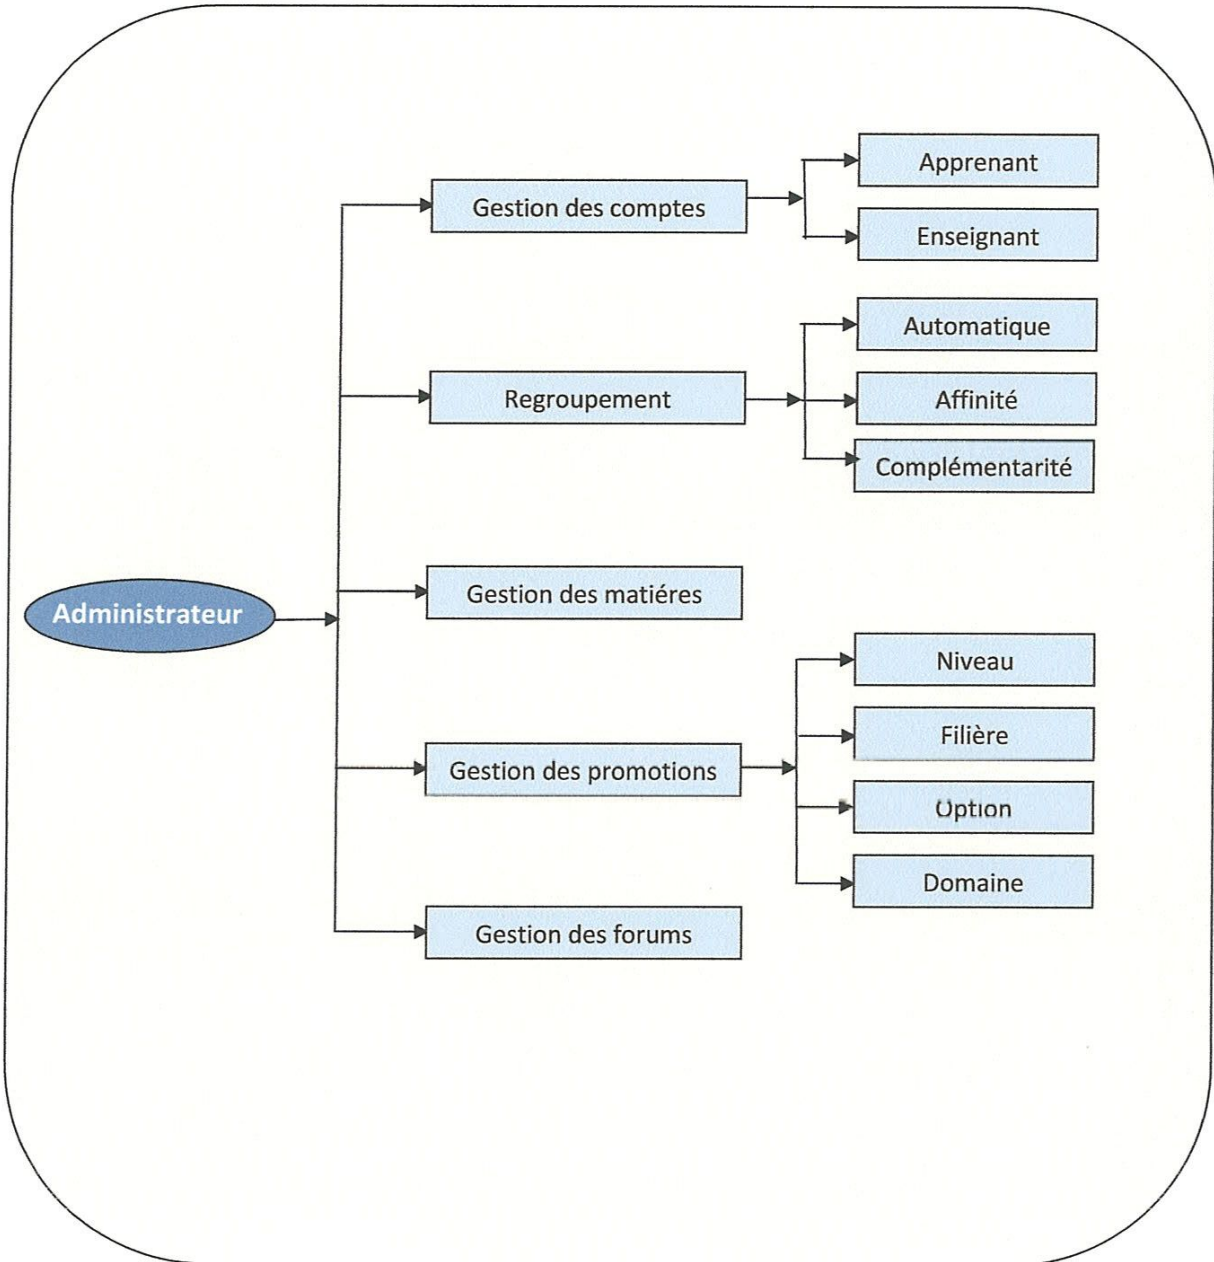 Apprenant
Gestion des comptes
Enseignant
Automatique
Regroupement
Affinité
Complémentarité
Gestion des matiéres
Administrateur
Niveau
Filière
Gestion des promotions
Option
Domaine
Gestion des forums